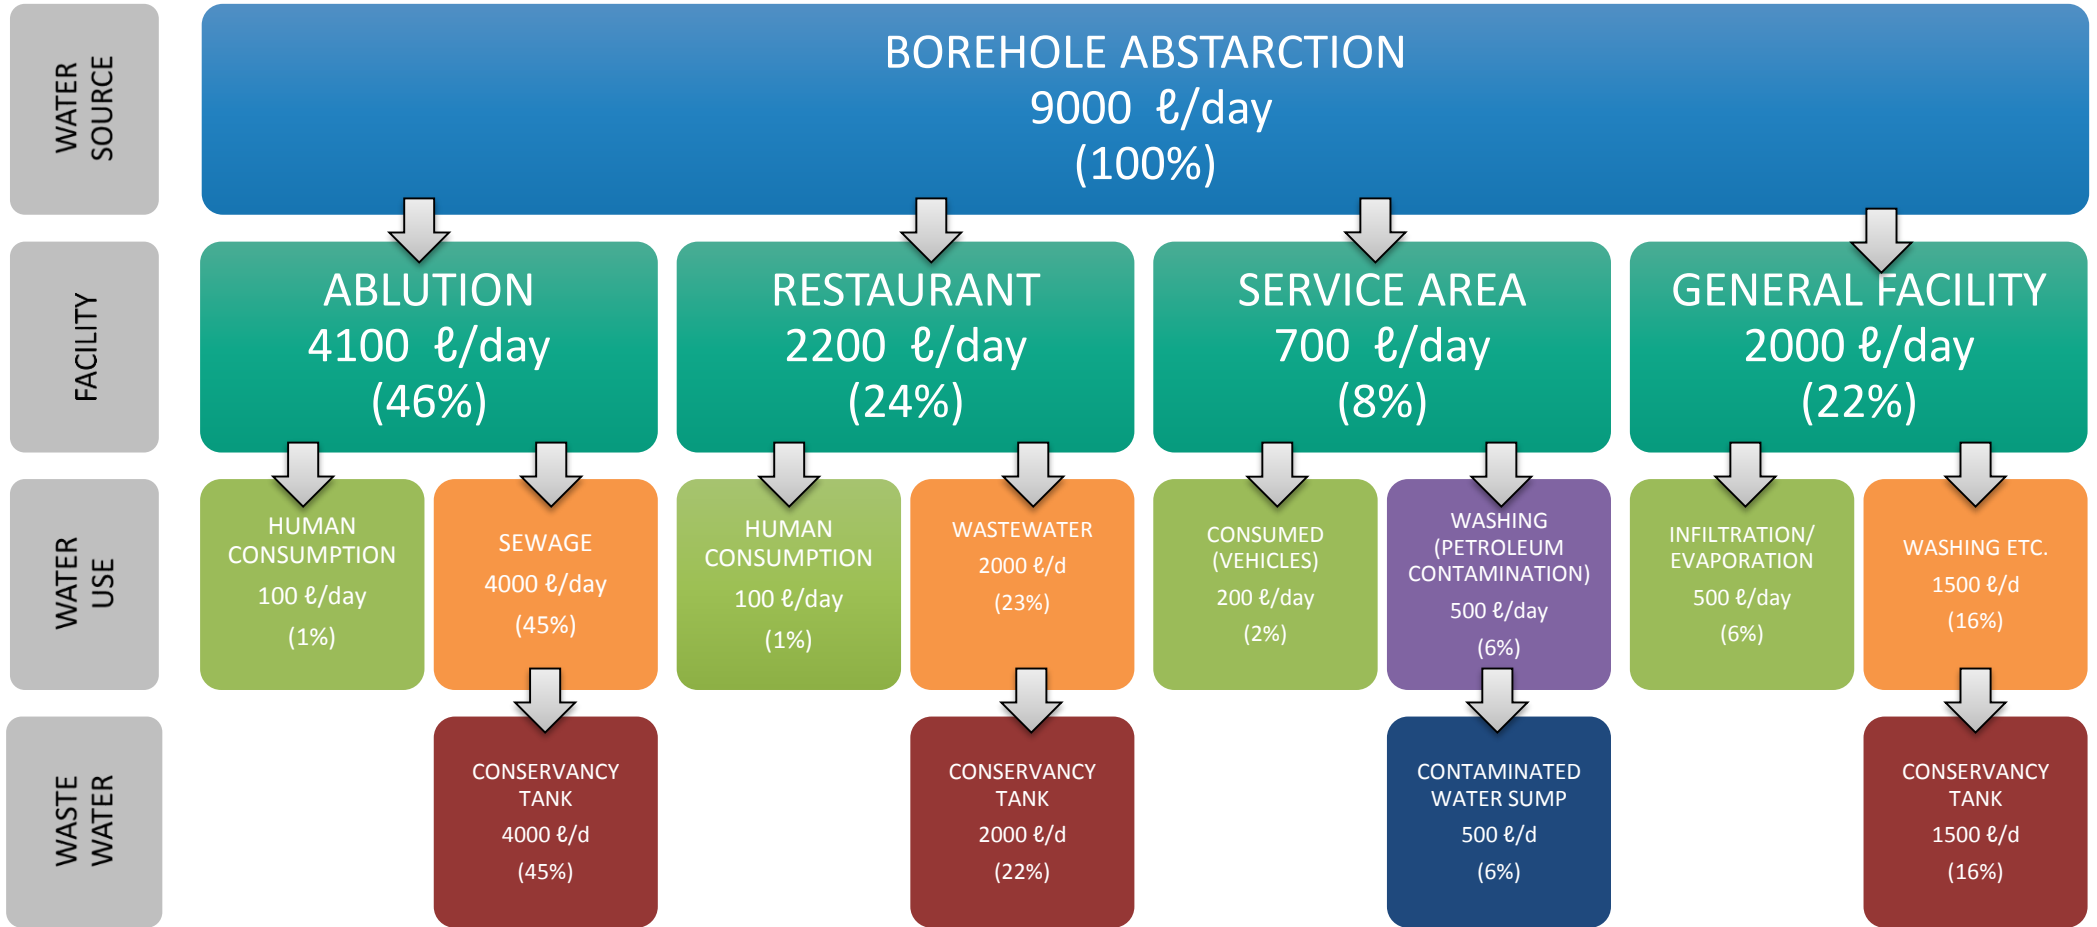 WATER
SOURCE
BOREHOLE ABSTARCTION
9000 ℓ/day
(100%)
FACILITY
ABLUTION
4100 ℓ/day
(46%)
RESTAURANT
2200 ℓ/day
(24%)
SERVICE AREA
700 ℓ/day
(8%)
GENERAL FACILITY
2000 ℓ/day
(22%)
WATER
USE
HUMAN
CONSUMPTION
100 ℓ/day
(1%)
SEWAGE
4000 ℓ/day
(45%)
HUMAN
CONSUMPTION
100 ℓ/day
(1%)
WASTEWATER
2000 ℓ/d
(23%)
CONSUMED
(VEHICLES)
200 ℓ/day
(2%)
WASHING
(PETROLEUM
CONTAMINATION)
500 ℓ/day
(6%)
INFILTRATION/
EVAPORATION
500 ℓ/day
(6%)
WASHING ETC.
1500 ℓ/d
(16%)
WASTE
WATER
CONSERVANCY
TANK
4000 ℓ/d
(45%)
CONSERVANCY
TANK
2000 ℓ/d
(22%)
CONTAMINATED
WATER SUMP
500 ℓ/d
(6%)
CONSERVANCY
TANK
1500 ℓ/d
(16%)